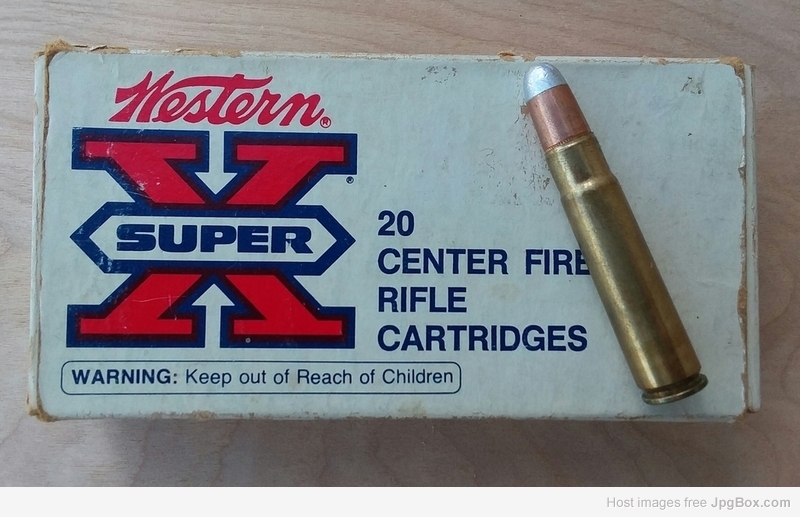 Western®
SUPER X®
20
CENTER FIRE
RIFLE
CARTRIDGES
WARNING: Keep out of Reach of Children
Host images free JpgBox.com